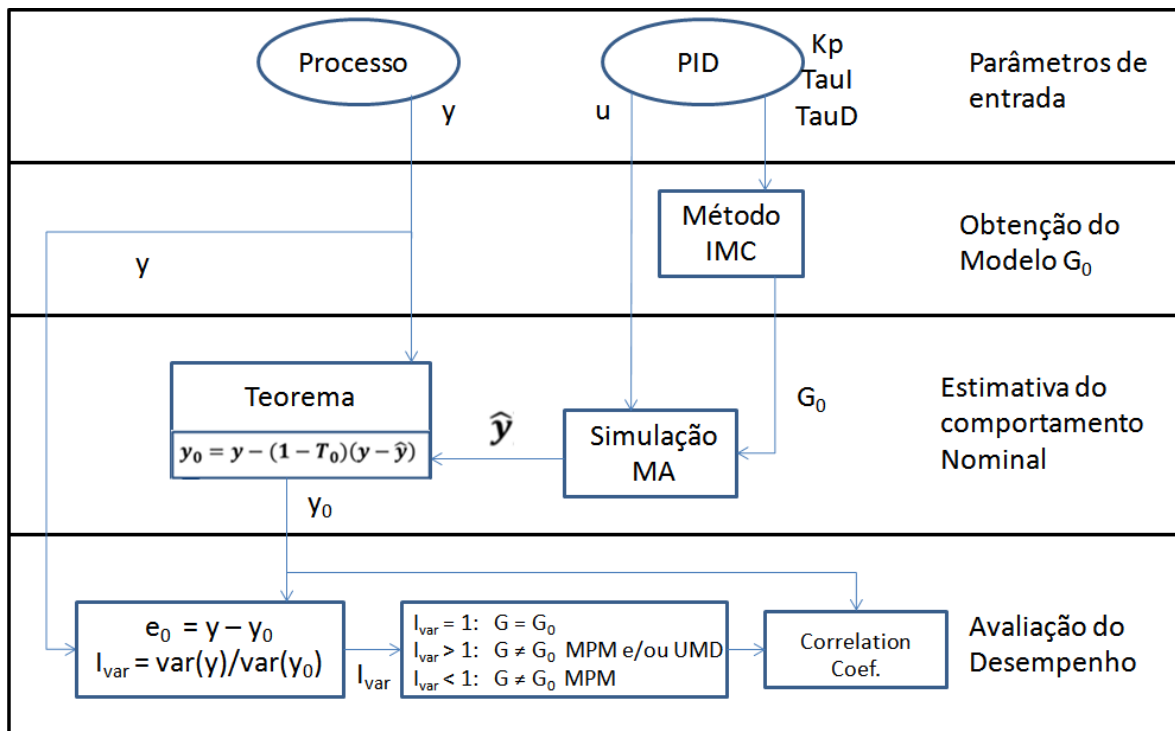 Processo
PID
Kp
TauI
TauD
Parâmetros de
entrada
y
u
Método
IMC
Obtenção do
Modelo G₀
y
Teorema
y₀ = y − (1 − T₀)(y − ŷ)
ŷ
Simulação
MA
G₀
Estimativa do
comportamento
Nominal
y₀
e₀ = y – y₀
Ivar = var(y)/var(y₀)
Ivar
Ivar = 1: G = G₀
Ivar > 1: G ≠ G₀ MPM e/ou UMD
Ivar < 1: G ≠ G₀ MPM
Correlation
Coef.
Avaliação do
Desempenho